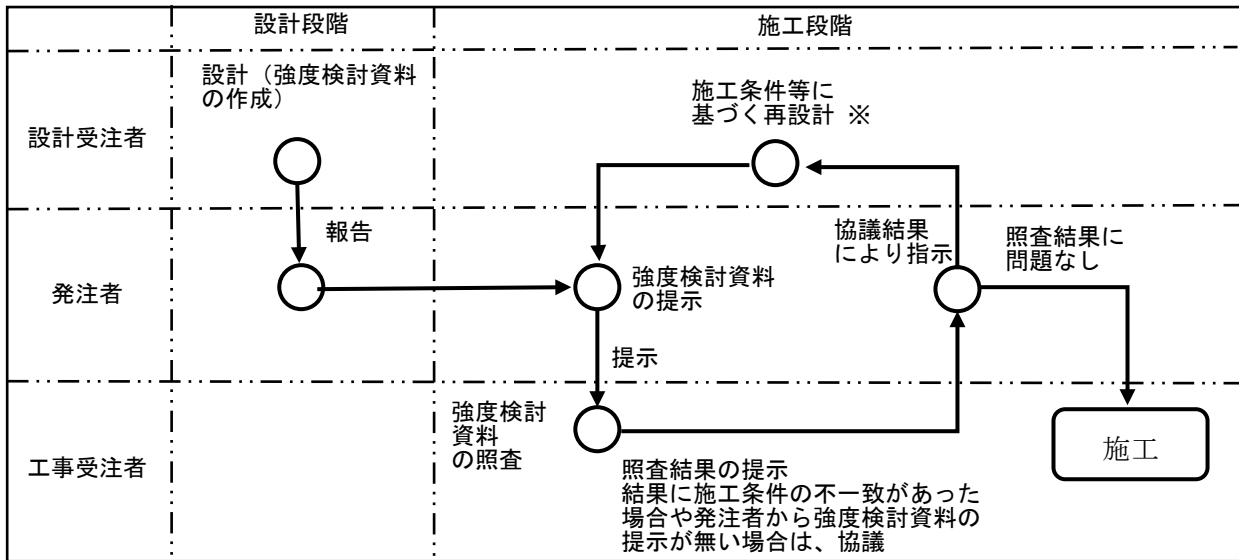 設計段階
施工段階
設計受注者
設計（強度検討資料
の作成）
施工条件等に
基づく再設計 ※
発注者
報告
強度検討資料
の提示
協議結果
により指示
照査結果に
問題なし
提示
工事受注者
強度検討
資料
の照査
照査結果の提示
結果に施工条件の不一致があった
場合や発注者から強度検討資料の
提示が無い場合は、協議
施工